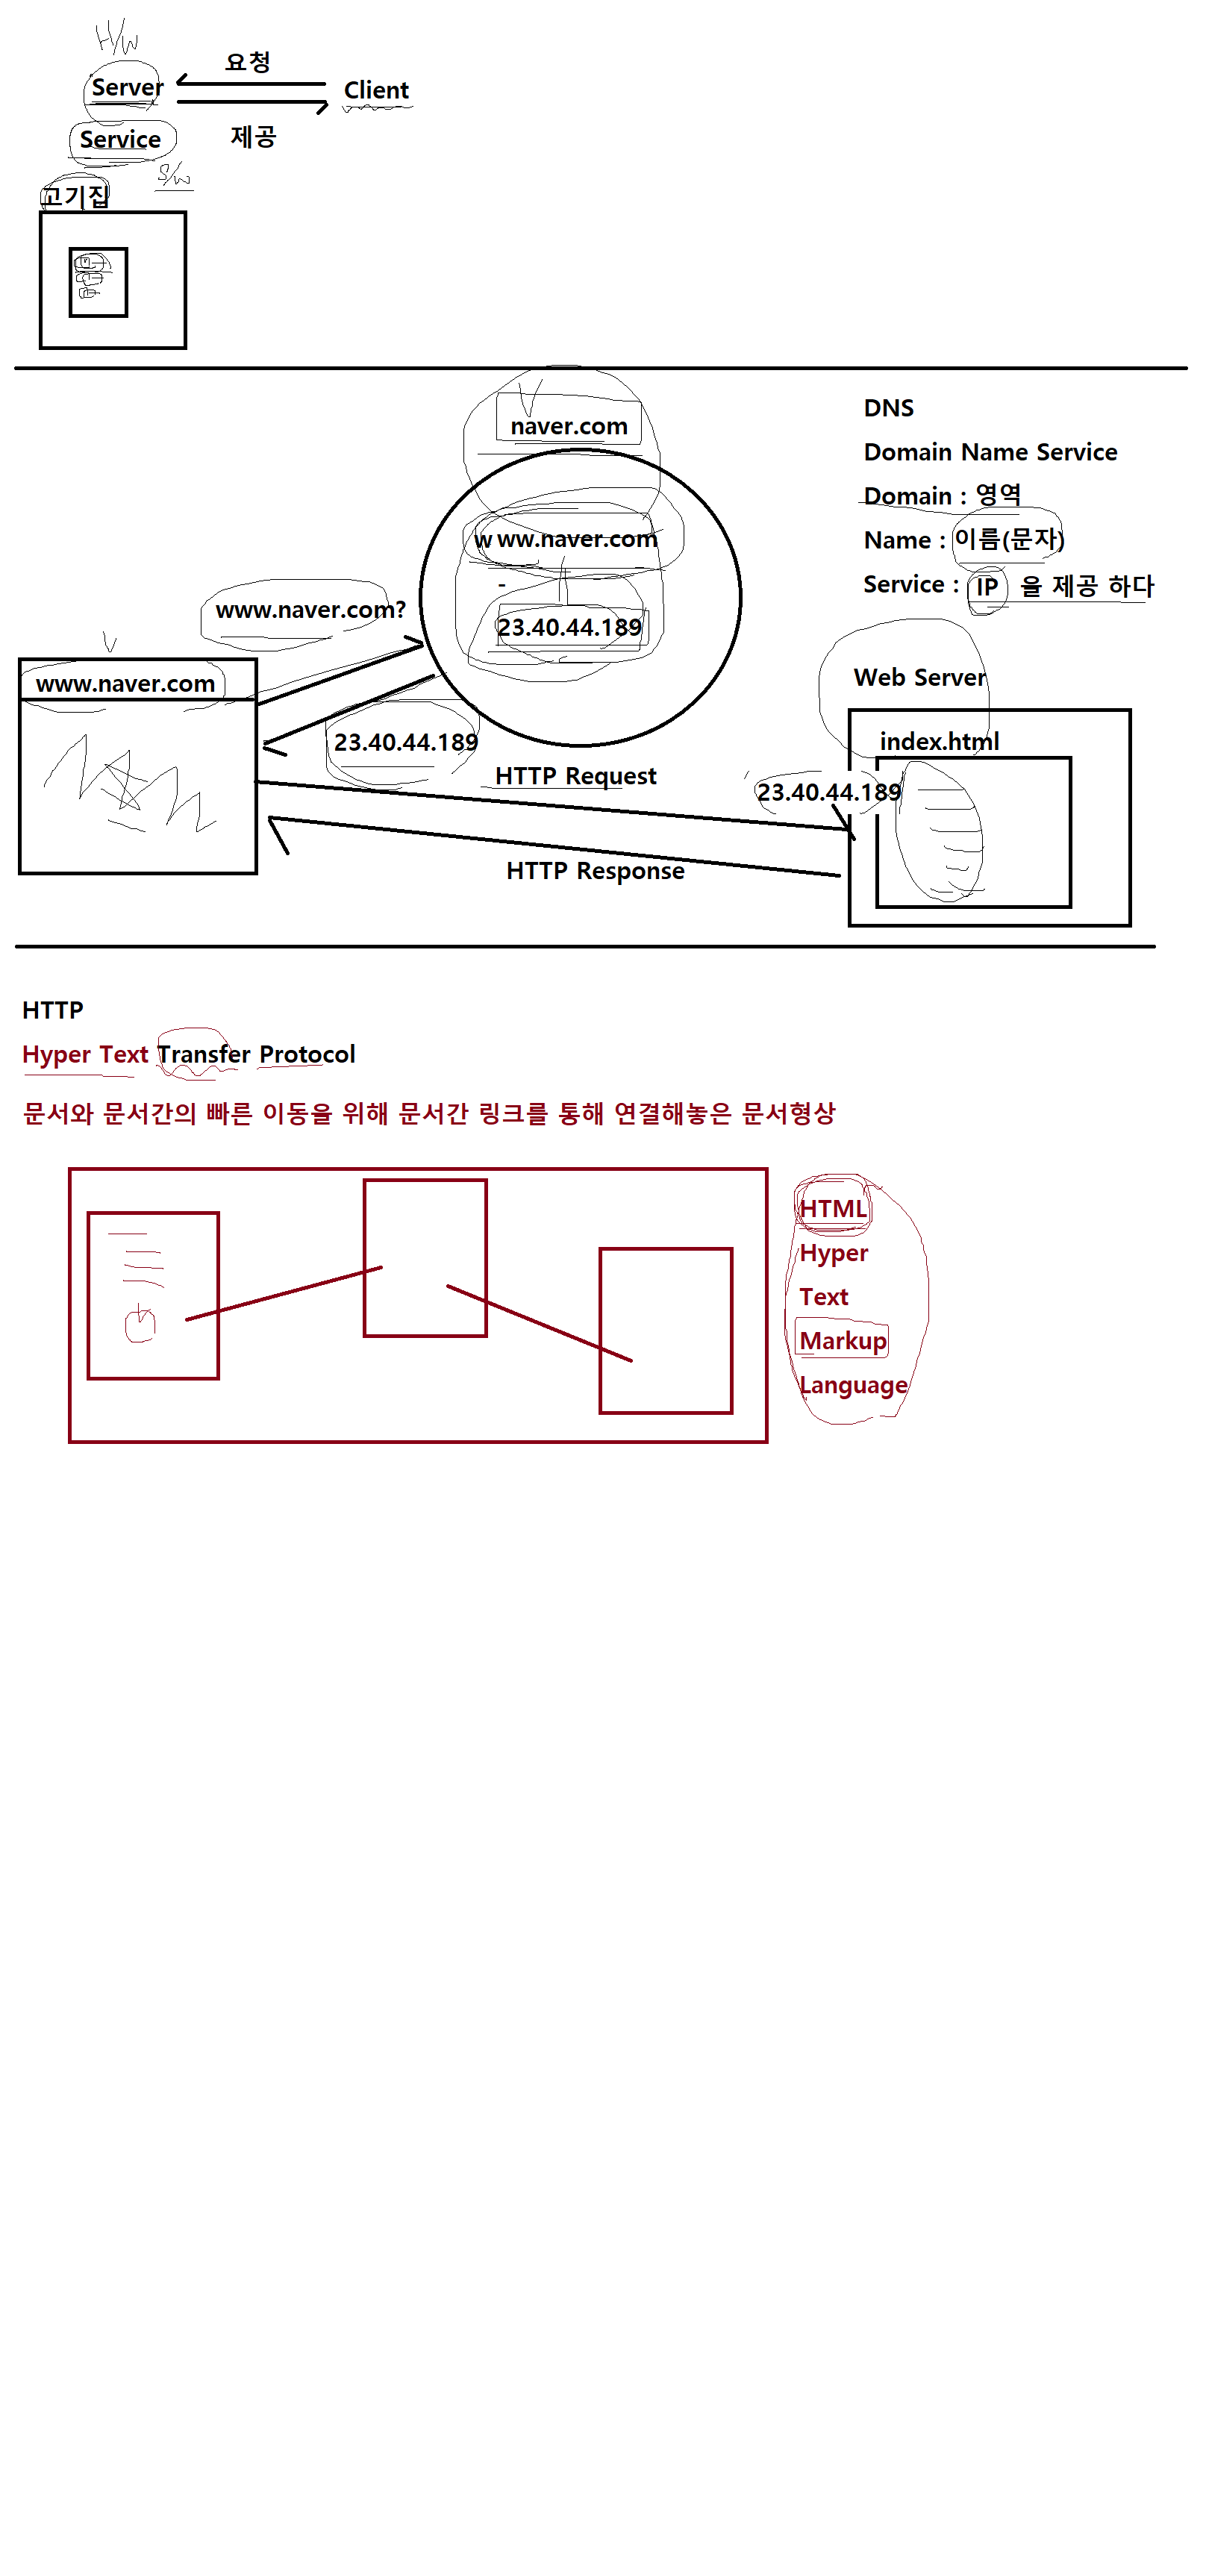 H/W
요청
Server
Client
Service
제공
S/W
고기집
naver.com
www.naver.com
-
23.40.44.189
DNS
Domain Name Service
Domain : 영역
Name : 이름(문자)
Service : IP 을 제공 하다
www.naver.com?
www.naver.com
23.40.44.189
HTTP Request
HTTP Response
Web Server
index.html
23.40.44.189
HTTP
Hyper Text Transfer Protocol
문서와 문서간의 빠른 이동을 위해 문서간 링크를 통해 연결해놓은 문서형상
HTML
Hyper
Text
Markup
Language